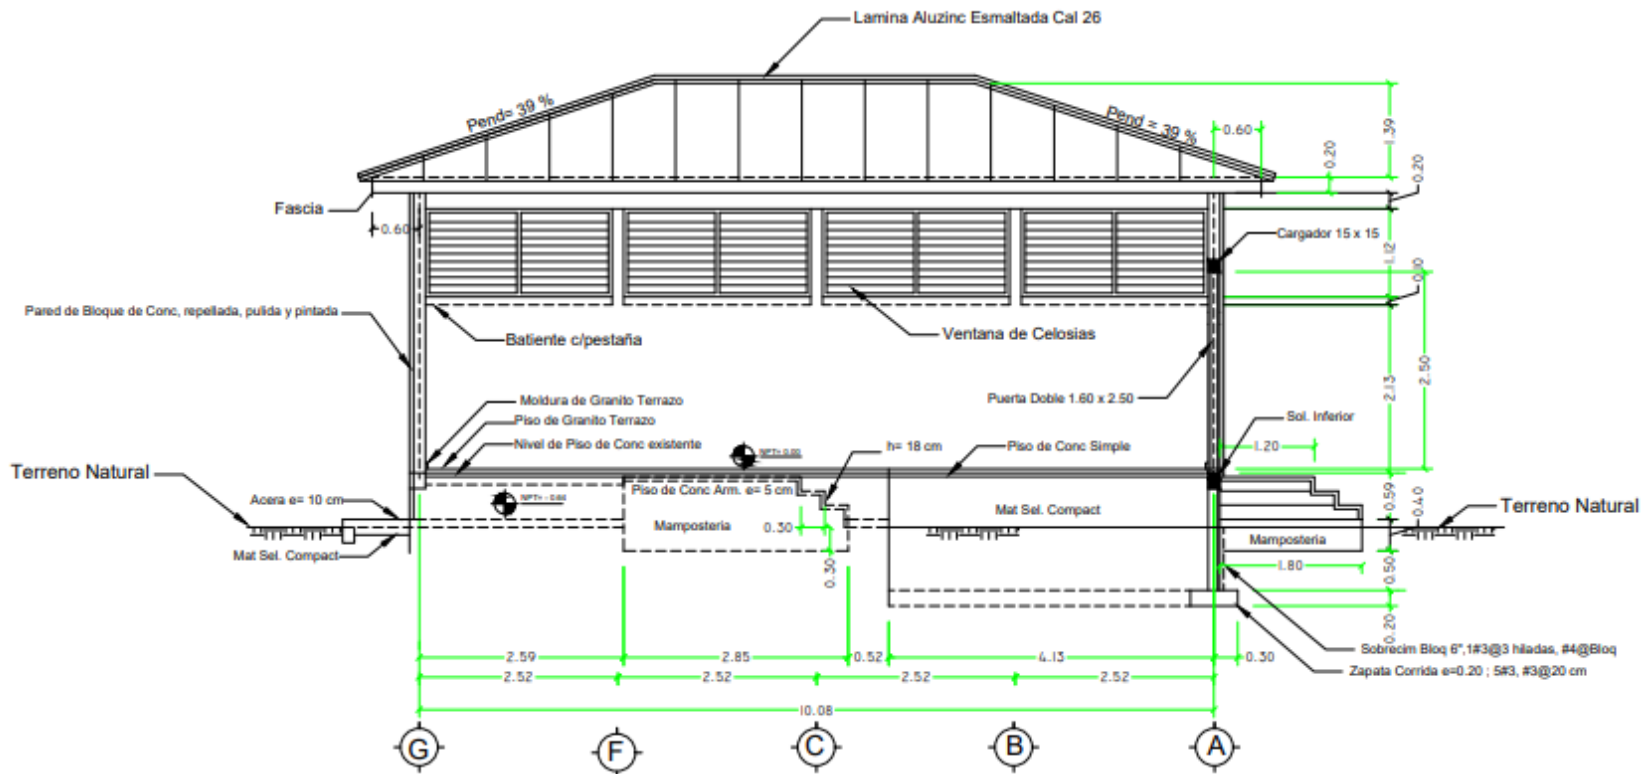 Lamina Aluzinc Esmaltada Cal 26
Pend= 39 %
Pend = 39 %
0.60
1.39
0.20
0.20
Fascia
0.60
Cargador 15 x 15
1.12
0.10
Pared de Bloque de Conc, repellada, pulida y pintada
Batiente c/pestaña
Ventana de Celosias
2.50
2.13
Moldura de Granito Terrazo
Puerta Doble 1.60 x 2.50
Piso de Granito Terrazo
Sol. Inferior
Nivel de Piso de Conc existente
h= 18 cm
Piso de Conc Simple
1.20
NPT= 0.00
Terreno Natural
Piso de Conc Arm. e= 5 cm
Acera e= 10 cm
Mat Sel. Compact
0.59
0.40
Terreno Natural
Mamposteria
0.30
Mamposteria
Mat Sel. Compact
0.30
1.80
0.50
0.20
Sobrecim Bloq 6",1#3@3 hiladas, #4@Bloq
2.59
2.85
0.52
4.13
0.30
Zapata Corrida e=0.20 ; 5#3, #3@20 cm
2.52
2.52
2.52
2.52
10.08
G
F
C
B
A